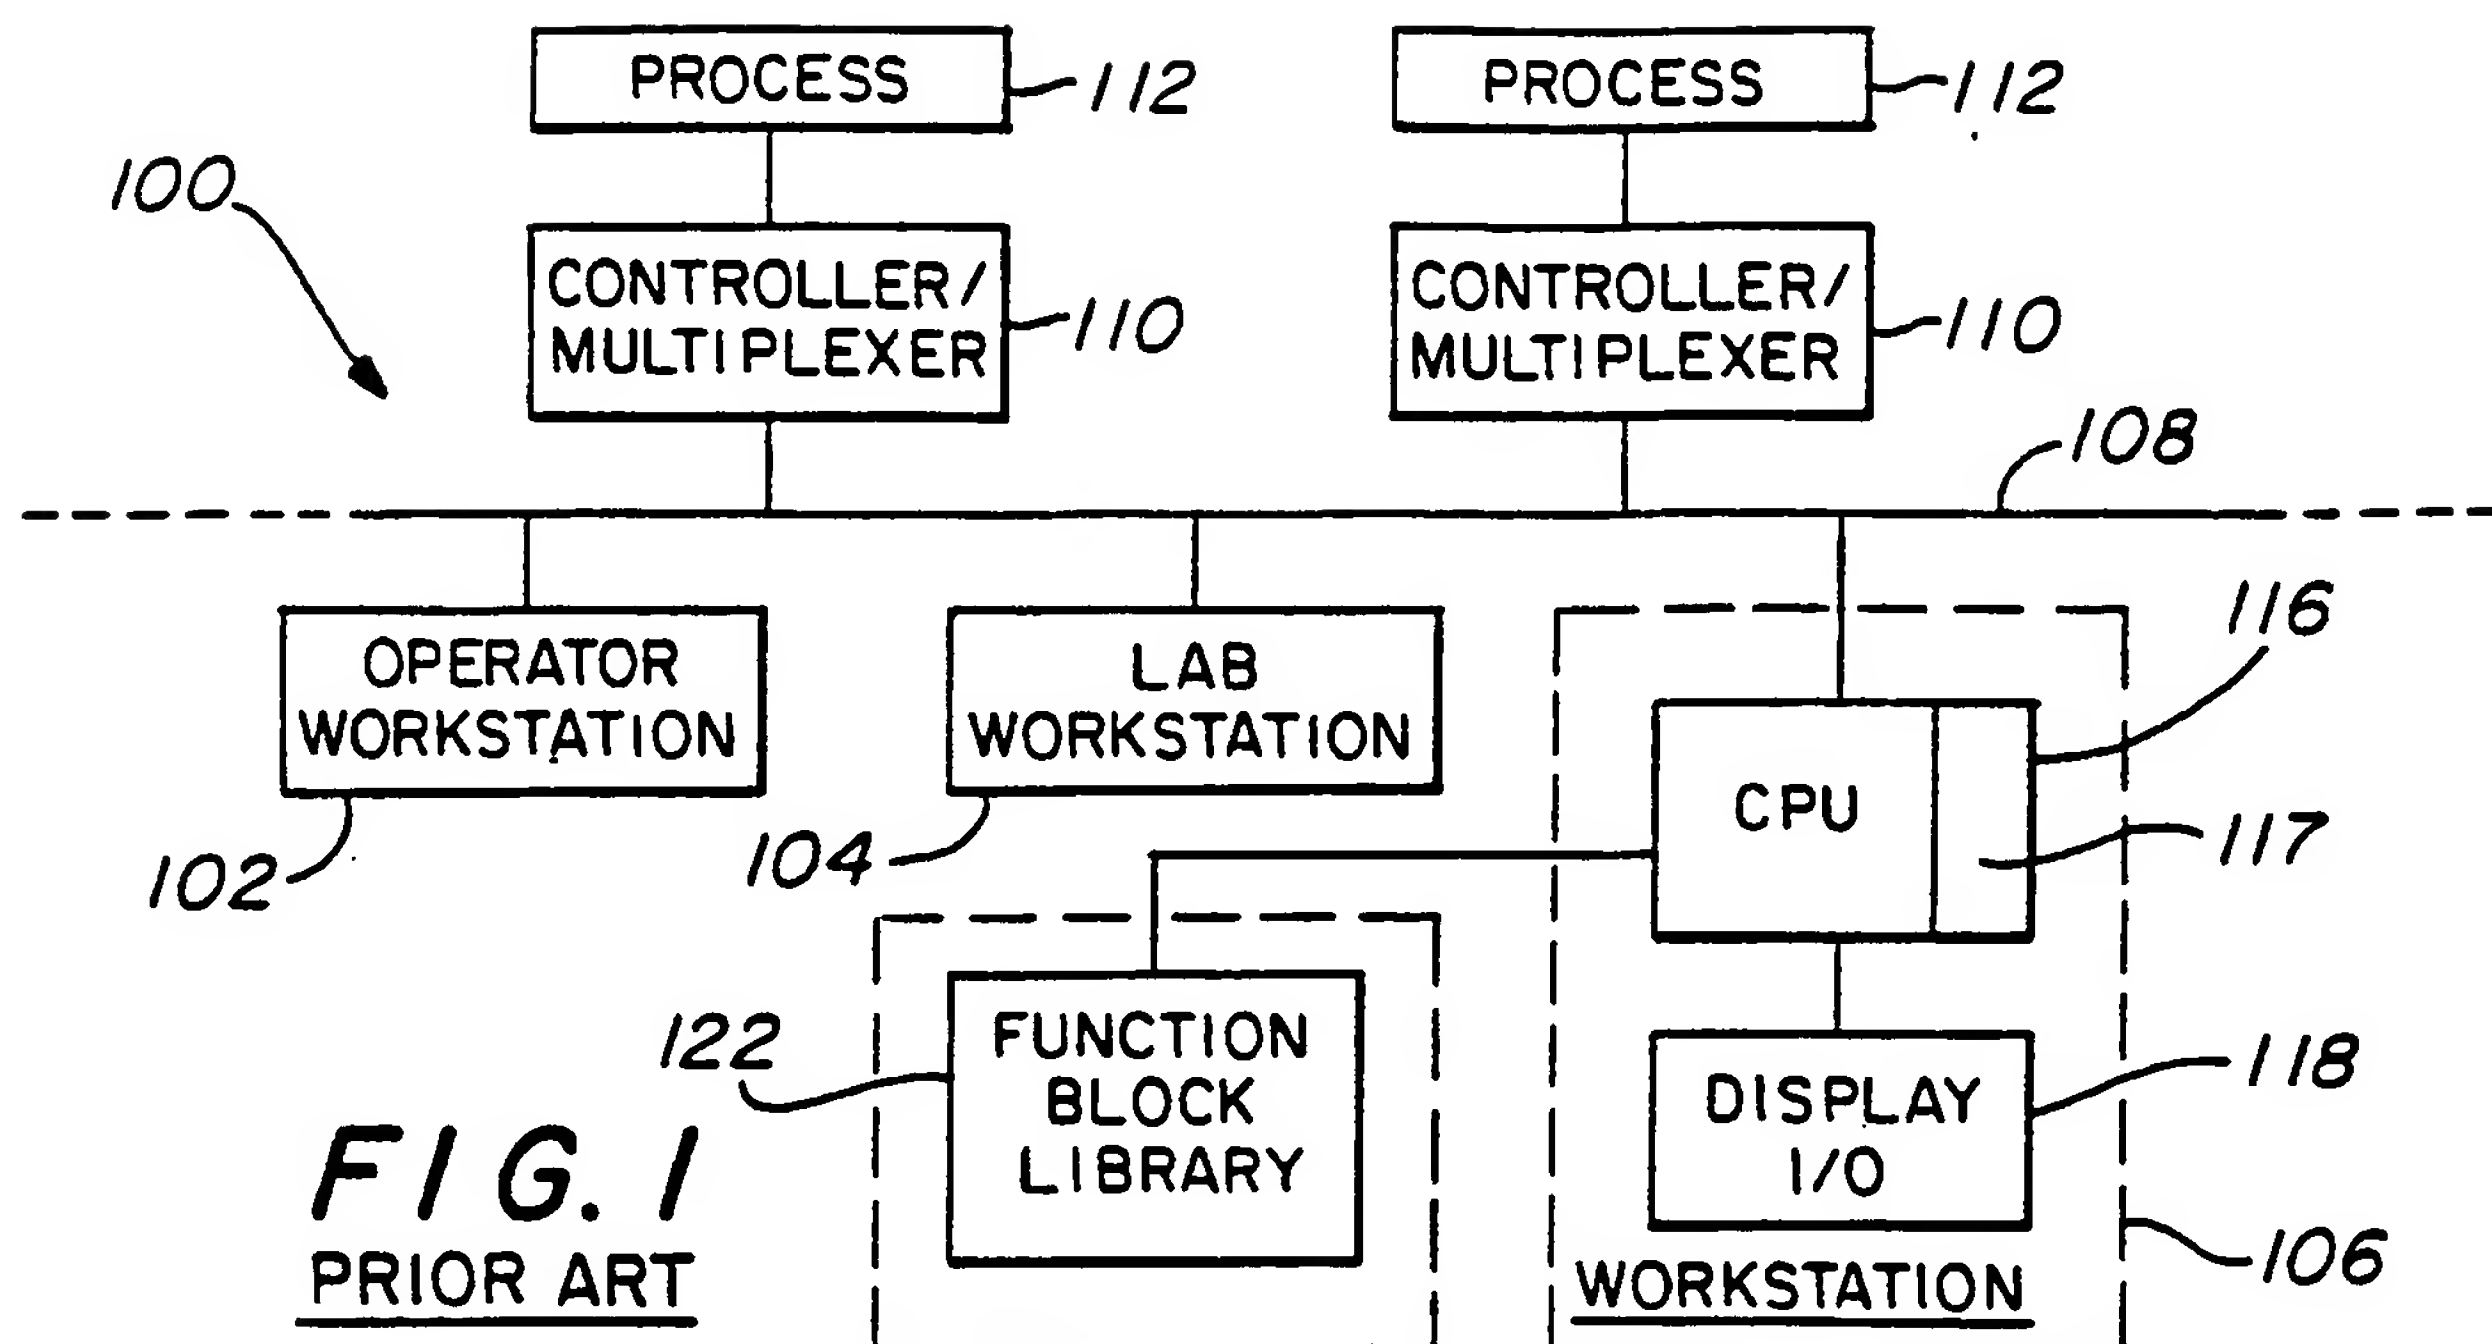 PROCESS
112
PROCESS
112
100
CONTROLLER/
MULTIPLEXER
110
CONTROLLER/
MULTIPLEXER
110
108
OPERATOR
WORKSTATION
102
LAB
WORKSTATION
104
116
CPU
117
122
FUNCTION
BLOCK
LIBRARY
DISPLAY
I/O
118
WORKSTATION
106
FIG. 1
PRIOR ART